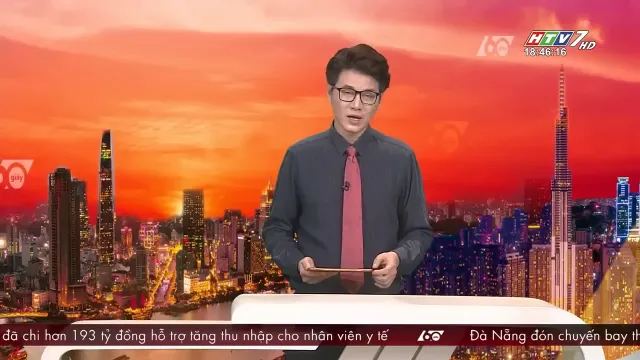 HTV7 HD
18:46:16
60 giây
đã chi hơn 193 tỷ đồng hỗ trợ tăng thu nhập cho nhân viên y tế
60
Đà Nẵng đón chuyến bay th